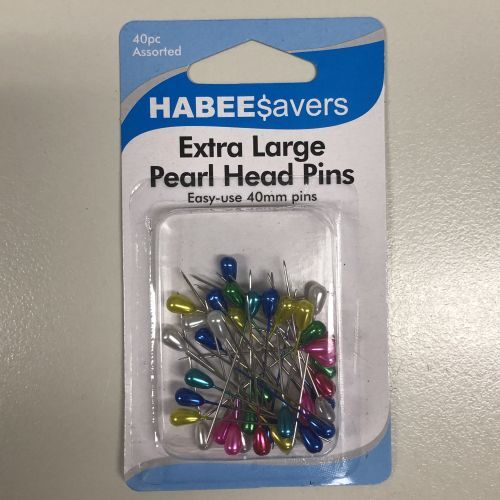 40pc
Assorted
HABEE$avers
Extra Large
Pearl Head Pins
Easy-use 40mm pins